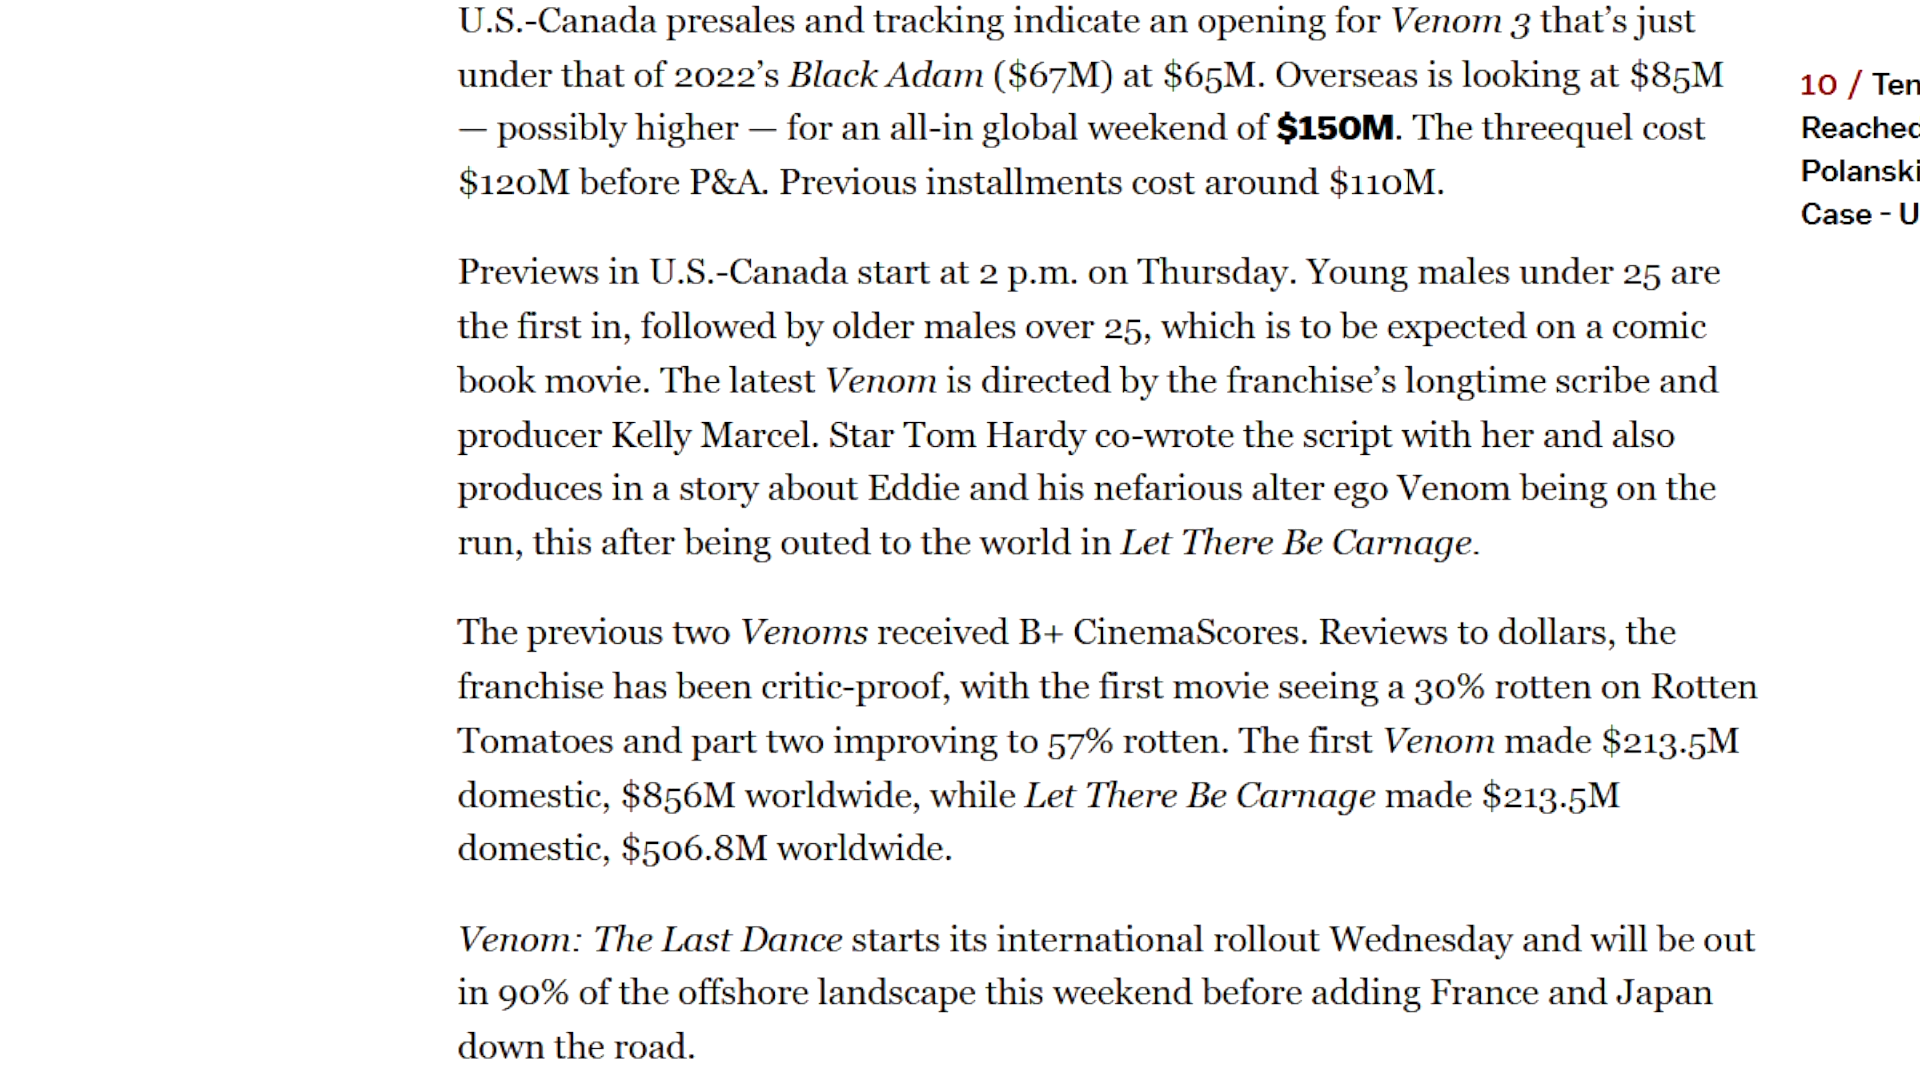 U.S.-Canada presales and tracking indicate an opening for Venom 3 that’s just
under that of 2022’s Black Adam ($67M) at $65M. Overseas is looking at $85M
— possibly higher — for an all-in global weekend of $150M. The threequel cost
$120M before P&A. Previous installments cost around $110M.
Previews in U.S.-Canada start at 2 p.m. on Thursday. Young males under 25 are
the first in, followed by older males over 25, which is to be expected on a comic
book movie. The latest Venom is directed by the franchise’s longtime scribe and
producer Kelly Marcel. Star Tom Hardy co-wrote the script with her and also
produces in a story about Eddie and his nefarious alter ego Venom being on the
run, this after being outed to the world in Let There Be Carnage.
The previous two Venoms received B+ CinemaScores. Reviews to dollars, the
franchise has been critic-proof, with the first movie seeing a 30% rotten on Rotten
Tomatoes and part two improving to 57% rotten. The first Venom made $213.5M
domestic, $856M worldwide, while Let There Be Carnage made $213.5M
domestic, $506.8M worldwide.
Venom: The Last Dance starts its international rollout Wednesday and will be out
in 90% of the offshore landscape this weekend before adding France and Japan
down the road.
10 / Ten
Reached
Polanski
Case - U